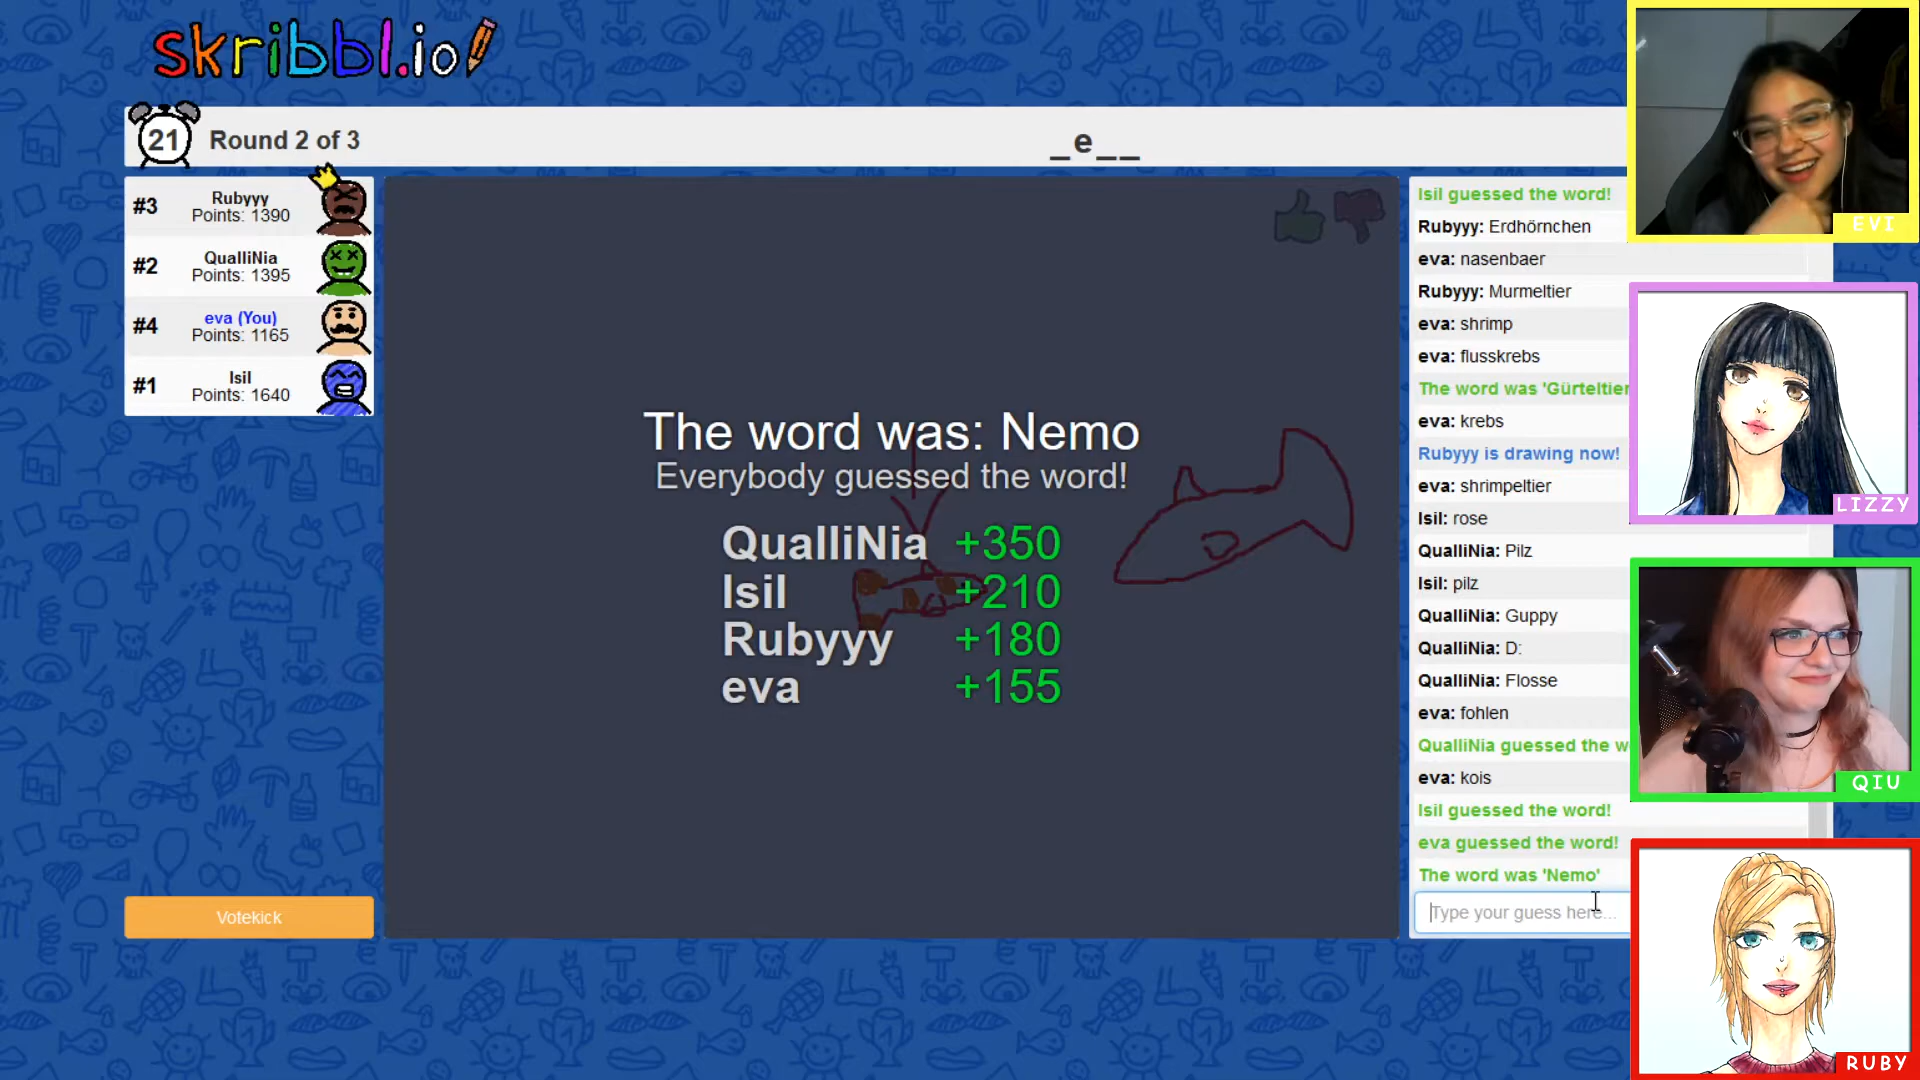 skribbl.io
21
Round 2 of 3
_e__
#3
Rubyyy
Points: 1390
#2
QualliNia
Points: 1395
#4
eva (You)
Points: 1165
#1
Isil
Points: 1640
Votekick
The word was: Nemo
Everybody guessed the word!
QualliNia +350
Isil +210
Rubyyy +180
eva +155
Isil guessed the word!
Rubyyy: Erdhörnchen
eva: nasenbaer
Rubyyy: Murmeltier
eva: shrimp
eva: flusskrebs
The word was 'Gürteltier
eva: krebs
Rubyyy is drawing now!
eva: shrimpeltier
Isil: rose
QualliNia: Pilz
Isil: pilz
QualliNia: Guppy
QualliNia: D:
QualliNia: Flosse
eva: fohlen
QualliNia guessed the w
eva: kois
Isil guessed the word!
eva guessed the word!
The word was 'Nemo'
Type your guess here...
EVI
LIZZY
QIU
RUBY